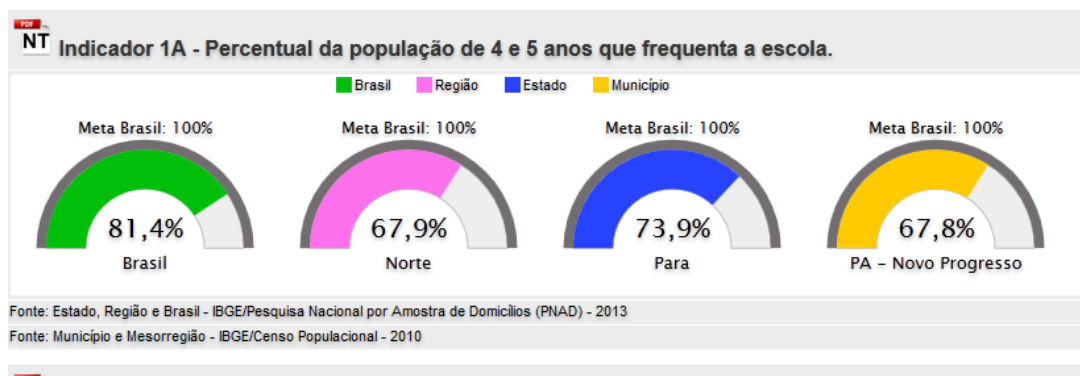 PDF
NT Indicador 1A - Percentual da população de 4 e 5 anos que frequenta a escola.
Brasil Região Estado Município
Meta Brasil: 100% Meta Brasil: 100% Meta Brasil: 100% Meta Brasil: 100%
81,4% 67,9% 73,9% 67,8%
Brasil Norte Para PA - Novo Progresso
Fonte: Estado, Região e Brasil - IBGE/Pesquisa Nacional por Amostra de Domicílios (PNAD) - 2013
Fonte: Município e Mesorregião - IBGE/Censo Populacional - 2010